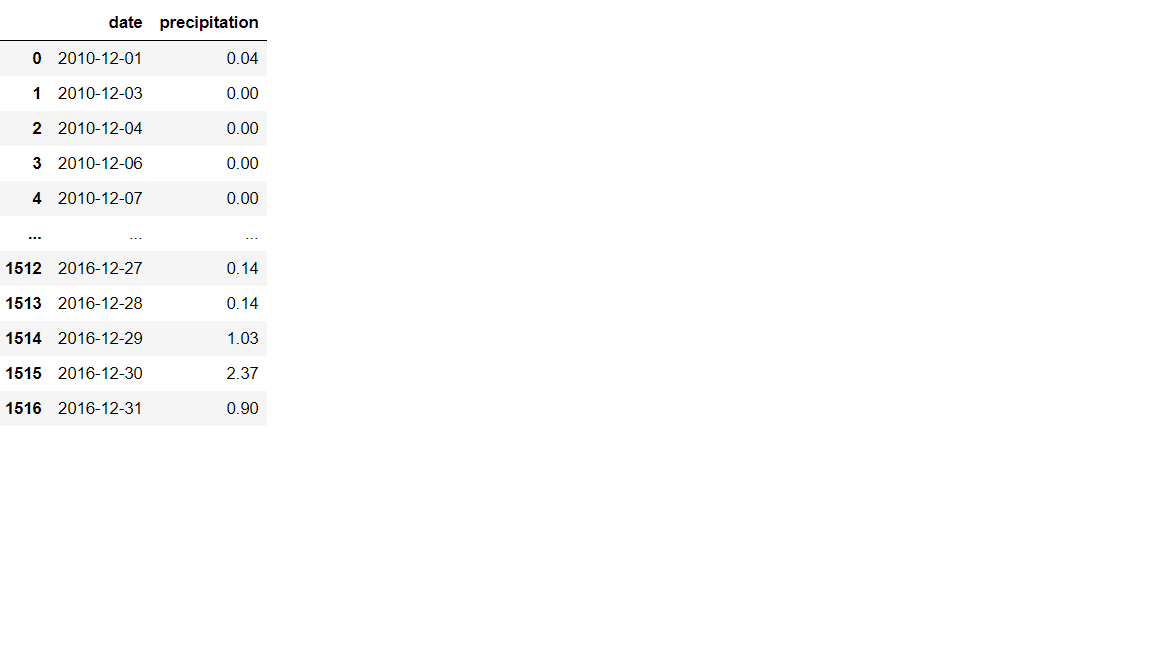 date precipitation
0 2010-12-01 0.04
1 2010-12-03 0.00
2 2010-12-04 0.00
3 2010-12-06 0.00
4 2010-12-07 0.00
... ... ...
1512 2016-12-27 0.14
1513 2016-12-28 0.14
1514 2016-12-29 1.03
1515 2016-12-30 2.37
1516 2016-12-31 0.90